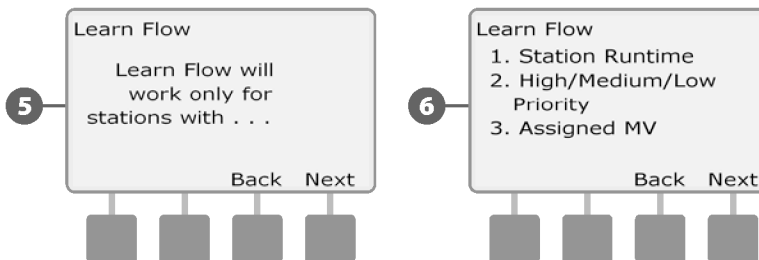 Learn Flow
Learn Flow will
work only for
stations with . . .
Back Next
5
Learn Flow
1. Station Runtime
2. High/Medium/Low
Priority
3. Assigned MV
Back Next
6